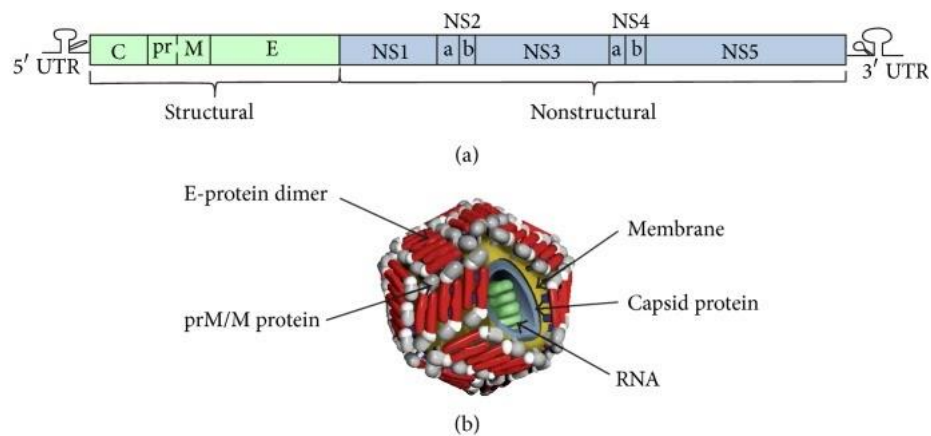 NS2 NS4
C pr M E NS1 a b NS3 a b NS5
5′ UTR 3′ UTR
Structural Nonstructural
(a)
E-protein dimer
Membrane
prM/M protein
Capsid protein
RNA
(b)